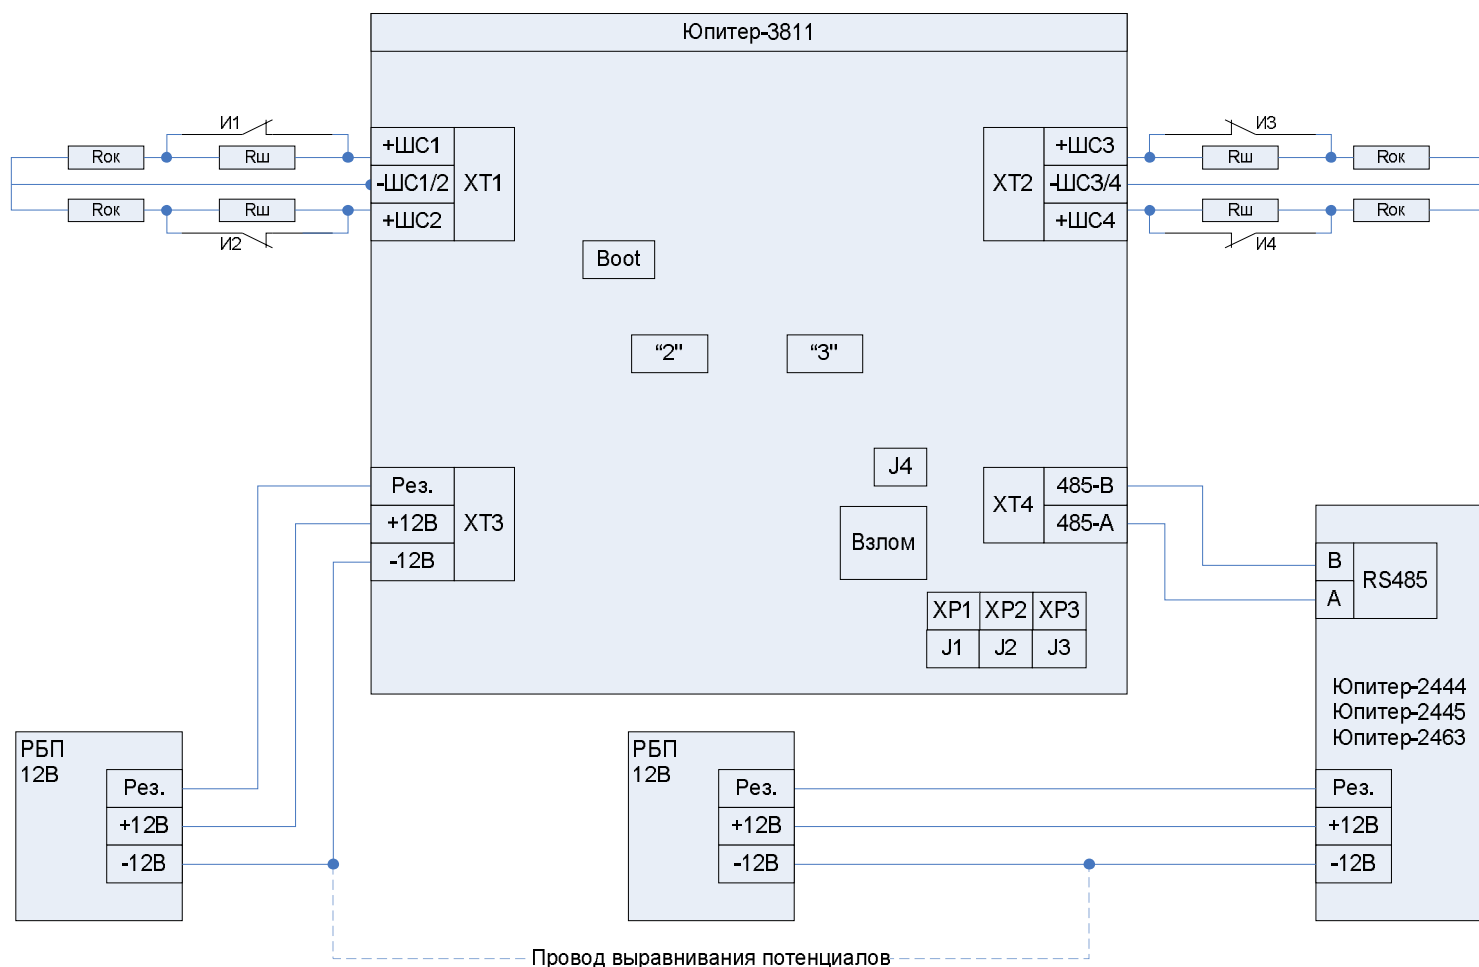 Юпитер-3811
И1
Rок
Rш
+ШС1
-ШС1/2
+ШС2
XT1
Rок
Rш
И2
XT2
+ШС3
-ШС3/4
+ШС4
И3
Rш
Rок
Rш
Rок
И4
Boot
“2"
“3"
J4
Взлом
Рез.
+12В
-12В
XT3
XT4
485-B
485-A
XP1 XP2 XP3
J1 J2 J3
B
A
RS485
Юпитер-2444
Юпитер-2445
Юпитер-2463
Рез.
+12В
-12В
РБП
12В
Рез.
+12В
-12В
РБП
12В
Рез.
+12В
-12В
Провод выравнивания потенциалов